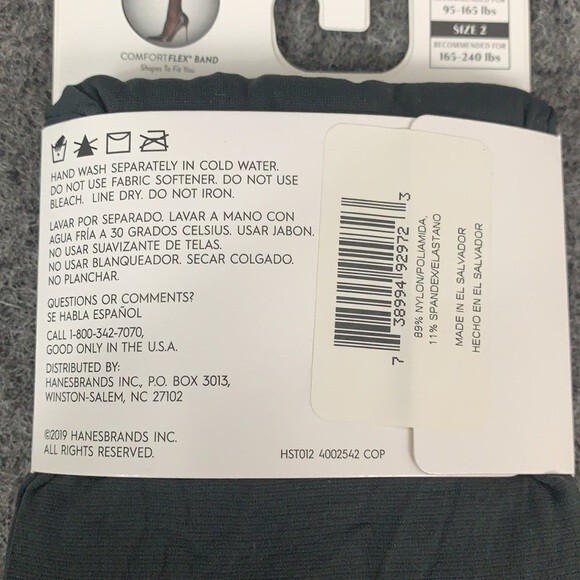 COMFORTFLEX® BAND
Shapes To Fit You
95-165 lbs
SIZE 2
RECOMMENDED FOR
165-240 lbs
HAND WASH SEPARATELY IN COLD WATER.
DO NOT USE FABRIC SOFTENER. DO NOT USE
BLEACH. LINE DRY. DO NOT IRON.
LAVAR POR SEPARADO. LAVAR A MANO CON
AGUA FRÍA A 30 GRADOS CELSIUS. USAR JABON.
NO USAR SUAVIZANTE DE TELAS.
NO USAR BLANQUEADOR. SECAR COLGADO.
NO PLANCHAR.
QUESTIONS OR COMMENTS?
SE HABLA ESPAÑOL
CALL 1-800-342-7070,
GOOD ONLY IN THE U.S.A.
DISTRIBUTED BY:
HANESBRANDS INC., P.O. BOX 3013,
WINSTON-SALEM, NC 27102
©2019 HANESBRANDS INC.
ALL RIGHTS RESERVED.
HST012 4002542 COP
7 38994 92972 3
89% NYLON/POLIAMIDA,
11% SPANDEX/ELASTANO
MADE IN EL SALVADOR
HECHO EN EL SALVADOR